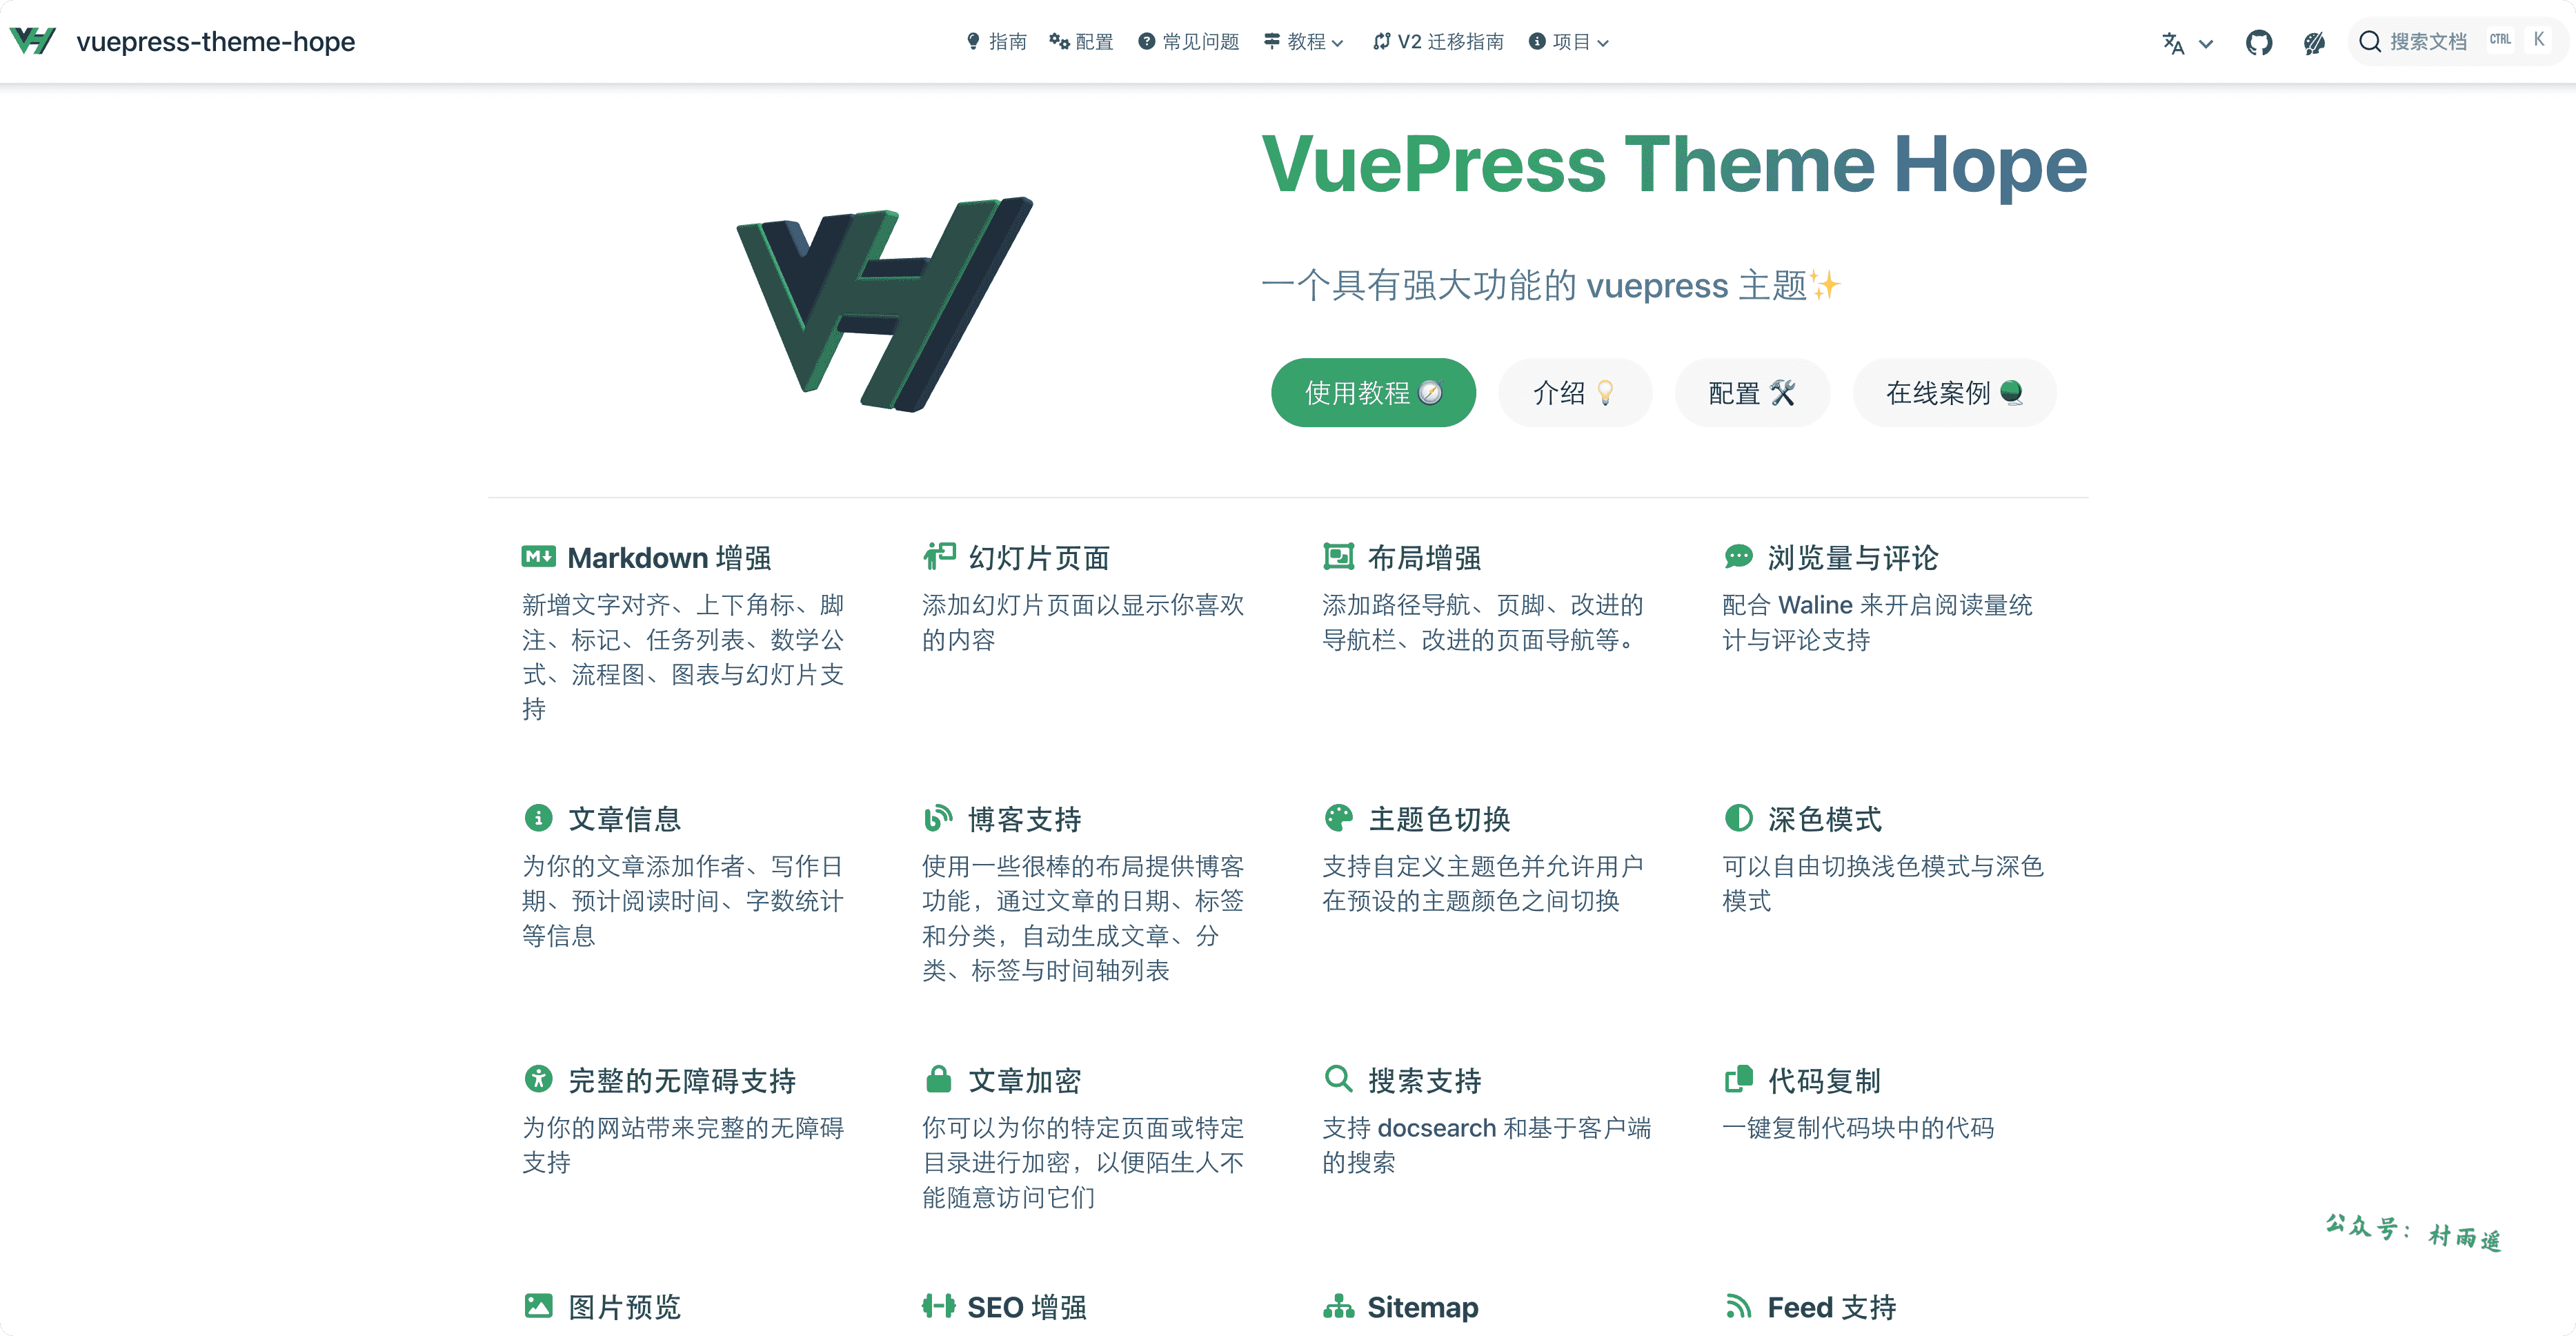 vuepress-theme-hope
指南 配置 常见问题 教程 V2 迁移指南 项目
搜索文档 CTRL K
VuePress Theme Hope
一个具有强大功能的 vuepress 主题✨
使用教程🧭 介绍💡 配置🛠️ 在线案例🔮
Markdown 增强
新增文字对齐、上下角标、脚
注、标记、任务列表、数学公
式、流程图、图表与幻灯片支
持
幻灯片页面
添加幻灯片页面以显示你喜欢
的内容
布局增强
添加路径导航、页脚、改进的
导航栏、改进的页面导航等。
浏览量与评论
配合 Waline 来开启阅读量统
计与评论支持
文章信息
为你的文章添加作者、写作日
期、预计阅读时间、字数统计
等信息
博客支持
使用一些很棒的布局提供博客
功能，通过文章的日期、标签
和分类，自动生成文章、分
类、标签与时间轴列表
主题色切换
支持自定义主题色并允许用户
在预设的主题颜色之间切换
深色模式
可以自由切换浅色模式与深色
模式
完整的无障碍支持
为你的网站带来完整的无障碍
支持
文章加密
你可以为你的特定页面或特定
目录进行加密，以便陌生人不
能随意访问它们
搜索支持
支持 docsearch 和基于客户端
的搜索
代码复制
一键复制代码块中的代码
公众号：村雨遥
图片预览
SEO 增强
Sitemap
Feed 支持